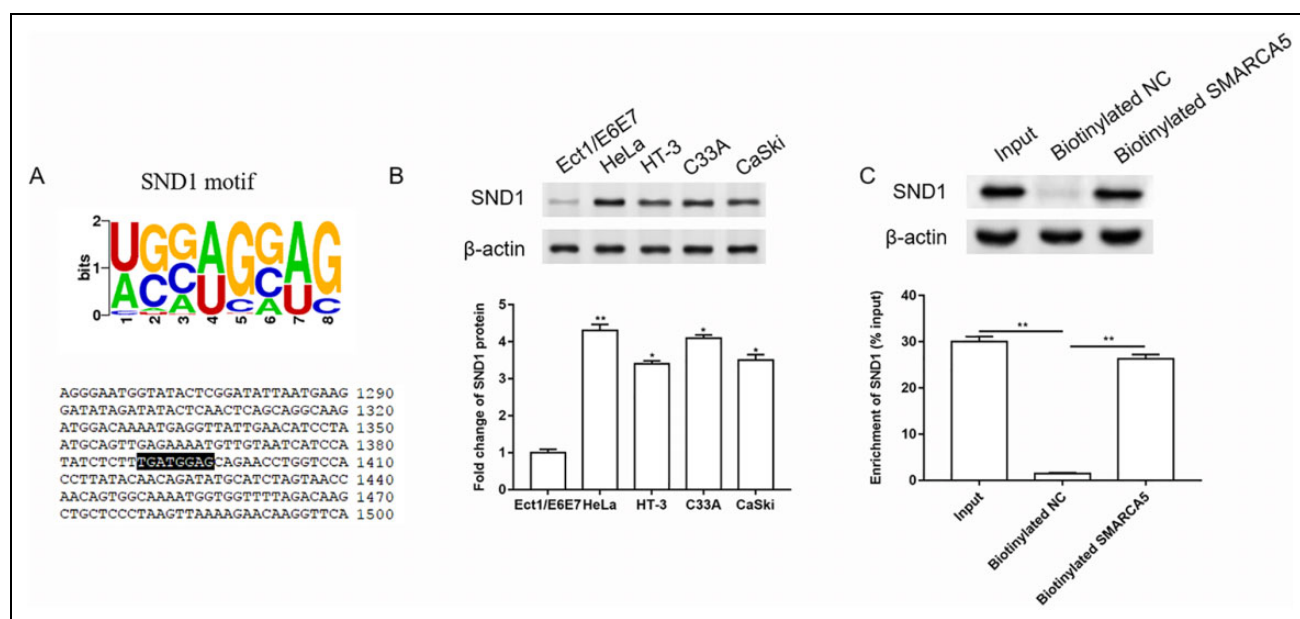 A
SND1 motif
2
1
0
bits
UGGAGGAG
ACCUCCUC
AAAA
1 2 3 4 5 6 7 8
AGGGAATGGTATACTCGGATATTAATGAAG 1290
GATATAGATATACTCAACTCAGCAGGCAAG 1320
ATGGACAAAATGAGGTTATTGAACATCCTA 1350
ATGCAGTTGAGAAAATGTTGTAATCATCCA 1380
TATCTCTTTGATGGAGCAGAACCTGGTCCA 1410
CCTTATACAACAGATATGCATCTAGTAACC 1440
AACAGTGGCAAAATGGTGGTTTTAGACAAG 1470
CTGCTCCCTAAGTTAAAAGAACAAGGTTCA 1500
B
Ect1/E6E7 HeLa HT-3 C33A CaSki
SND1
β-actin
Fold change of SND1 protein
5
4
3
2
1
0
** * * *
Ect1/E6E7 HeLa HT-3 C33A CaSki
C
Input Biotinylated NC Biotinylated SMARCA5
SND1
β-actin
Enrichment of SND1 (% input)
40
30
20
10
0
** **
Input Biotinylated NC Biotinylated SMARCA5